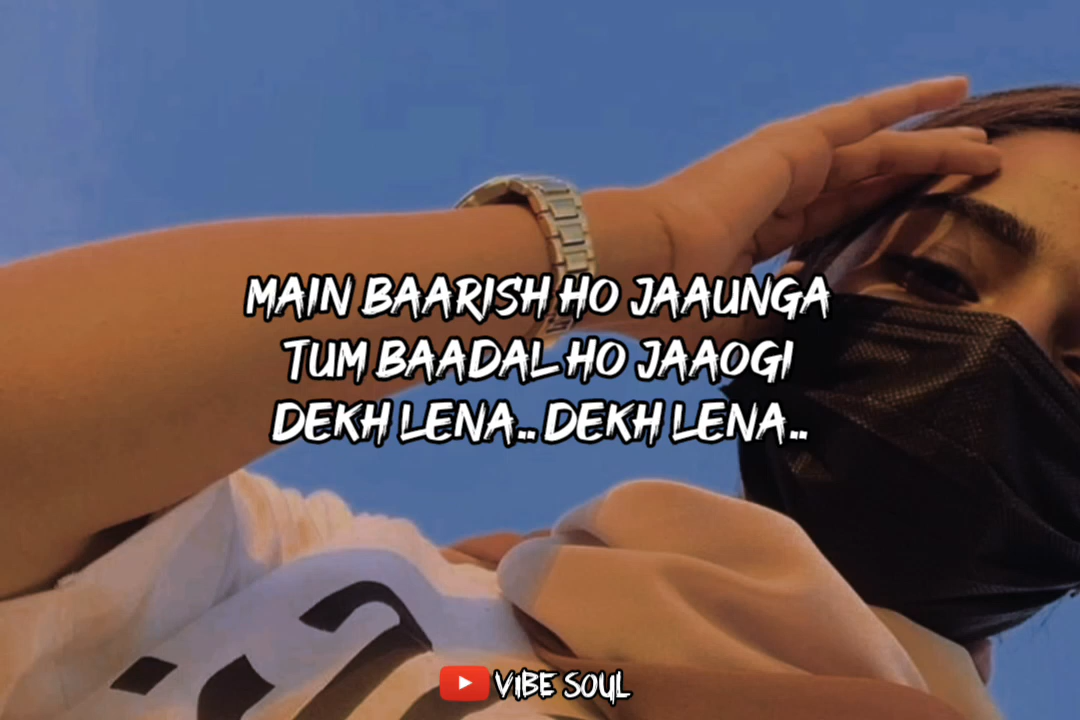 MAIN BAARISH HO JAAUNGA
TUM BAADAL HO JAAOGI
DEKH LENA.. DEKH LENA..
VIBE SOUL